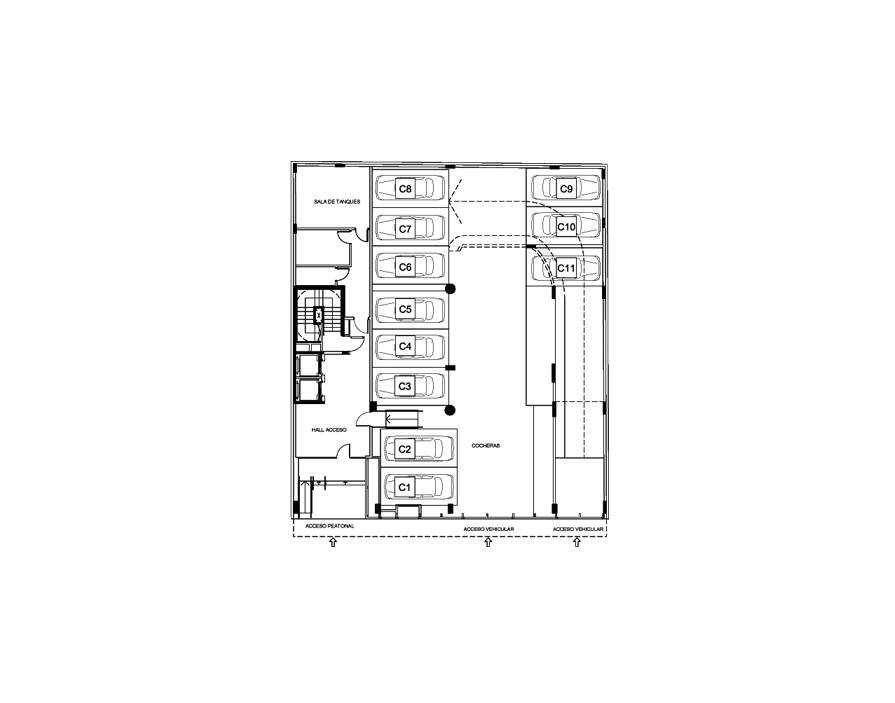 C8
C9
SALA DE TANQUES
C7
C10
C6
C11
C5
C4
C3
HALL ACCESO
C2
COCHERAS
C1
ACCESO PEATONAL
ACCESO VEHICULAR
ACCESO VEHICULAR